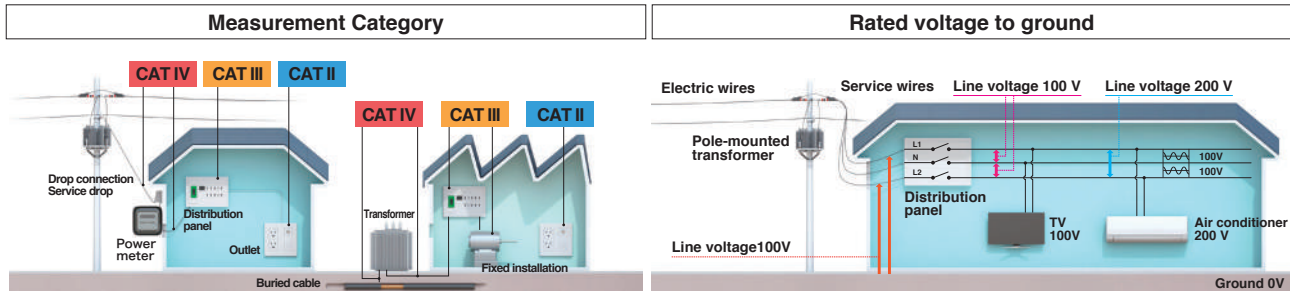 Measurement Category
CAT IV
CAT III
CAT II
CAT IV
CAT III
CAT II
Drop connection
Service drop
Distribution
panel
Power
meter
Outlet
Transformer
Fixed installation
Buried cable
Rated voltage to ground
Electric wires
Service wires
Line voltage 100 V
Line voltage 200 V
Pole-mounted
transformer
L1
N
L2
100V
100V
Distribution
panel
TV
100V
Air conditioner
200 V
Line voltage100V
Ground 0V